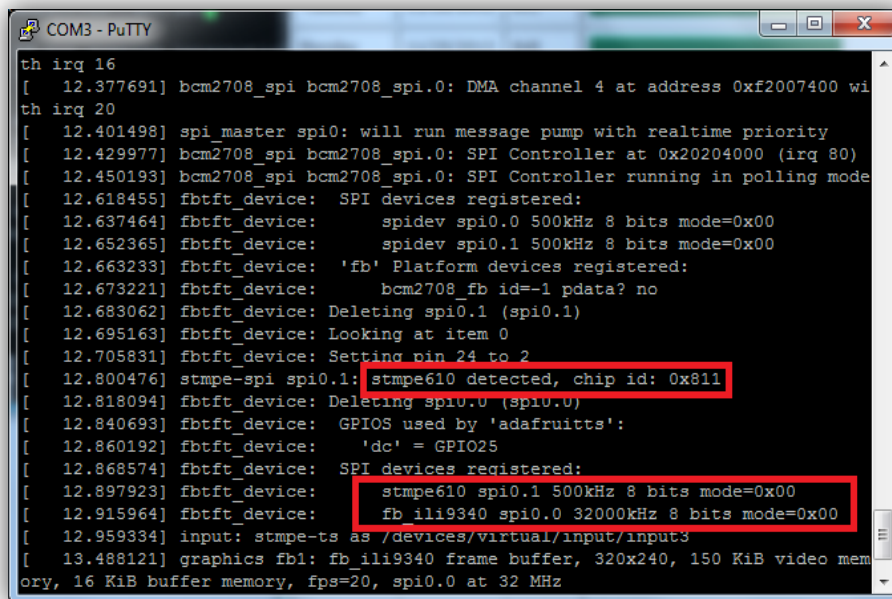 COM3 - PuTTY
th irq 16
[   12.377691] bcm2708_spi bcm2708_spi.0: DMA channel 4 at address 0xf2007400 wi
th irq 20
[   12.401498] spi_master spi0: will run message pump with realtime priority
[   12.429977] bcm2708_spi bcm2708_spi.0: SPI Controller at 0x20204000 (irq 80)
[   12.450193] bcm2708_spi bcm2708_spi.0: SPI Controller running in polling mode
[   12.618455] fbtft_device:  SPI devices registered:
[   12.637464] fbtft_device:      spidev spi0.0 500kHz 8 bits mode=0x00
[   12.652365] fbtft_device:      spidev spi0.1 500kHz 8 bits mode=0x00
[   12.663233] fbtft_device:  'fb' Platform devices registered:
[   12.673221] fbtft_device:      bcm2708_fb id=-1 pdata? no
[   12.683062] fbtft_device: Deleting spi0.1 (spi0.1)
[   12.695163] fbtft_device: Looking at item 0
[   12.705831] fbtft_device: Setting pin 24 to 2
[   12.800476] stmpe-spi spi0.1: stmpe610 detected, chip id: 0x811
[   12.818094] fbtft_device: Deleting spi0.0 (spi0.0)
[   12.840693] fbtft_device:  GPIOS used by 'adafruitts':
[   12.860192] fbtft_device:    'dc' = GPIO25
[   12.868574] fbtft_device:  SPI devices registered:
[   12.897923] fbtft_device:      stmpe610 spi0.1 500kHz 8 bits mode=0x00
[   12.915964] fbtft_device:      fb_ili9340 spi0.0 32000kHz 8 bits mode=0x00
[   12.959334] input: stmpe-ts as /devices/virtual/input/input3
[   13.488121] graphics fb1: fb_ili9340 frame buffer, 320x240, 150 KiB video mem
ory, 16 KiB buffer memory, fps=20, spi0.0 at 32 MHz